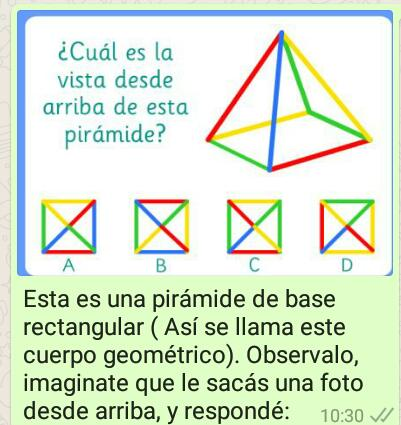 ¿Cuál es la
vista desde
arriba de esta
pirámide?
A B C D
Esta es una pirámide de base
rectangular ( Así se llama este
cuerpo geométrico). Observalo,
imaginate que le sacás una foto
desde arriba, y respondé: 10:30